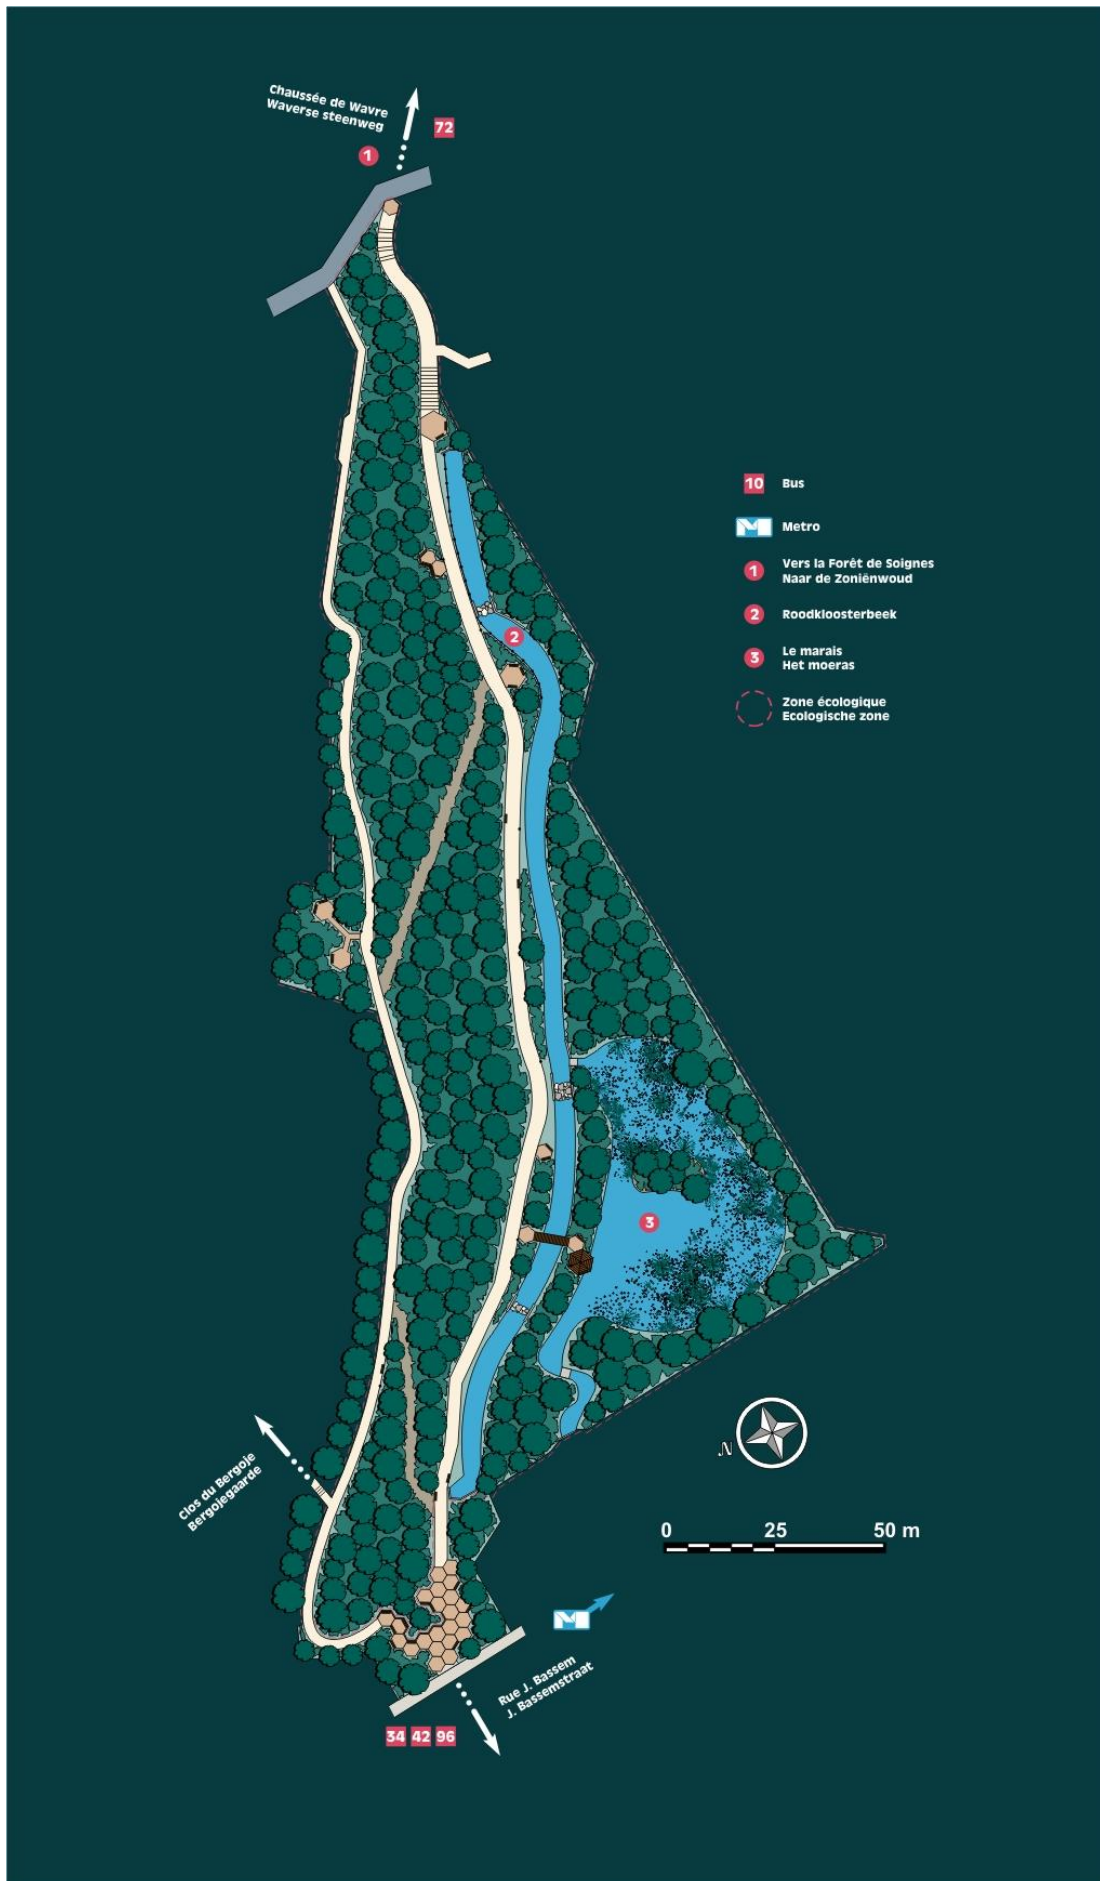 Chaussée de Wavre
Waverse steenweg
72
1
10 Bus
M Metro
1 Vers la Forêt de Soignes
Naar de Zoniënwoud
2 Roodkloosterbeek
3 Le marais
Het moeras
Zone écologique
Ecologische zone
2
3
N
Clos du Bergoje
Bergojegaarde
0 25 50 m
M
Rue J. Bassem
J. Bassemstraat
34 42 96